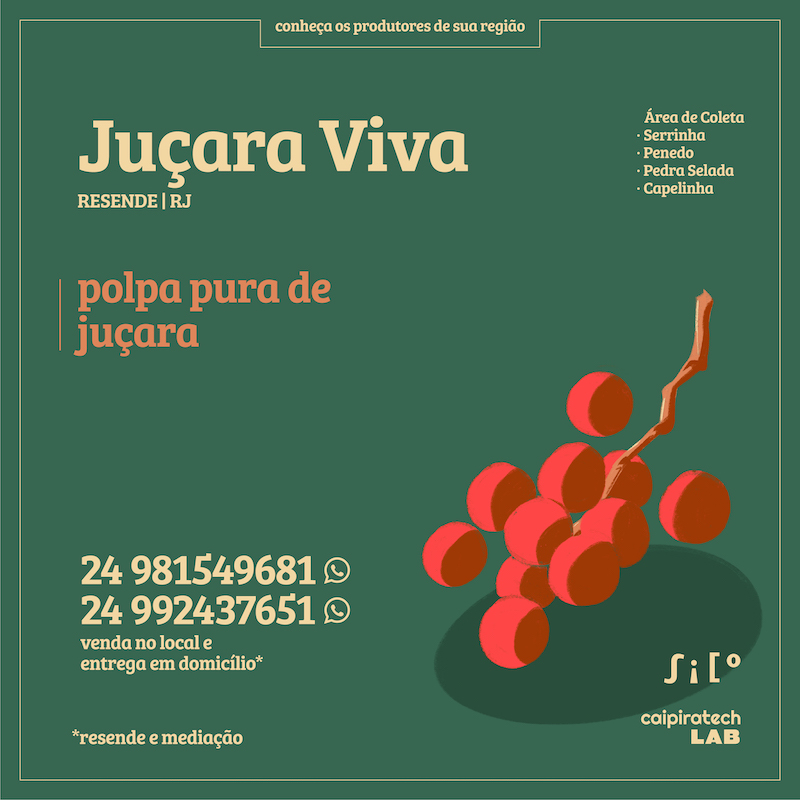 conheça os produtores de sua região
Juçara Viva
RESENDE | RJ
Área de Coleta
· Serrinha
· Penedo
· Pedra Selada
· Capelinha
polpa pura de
juçara
24 981549681
24 992437651
venda no local e
entrega em domicílio*
*resende e mediação
silo
caipiratech
LAB